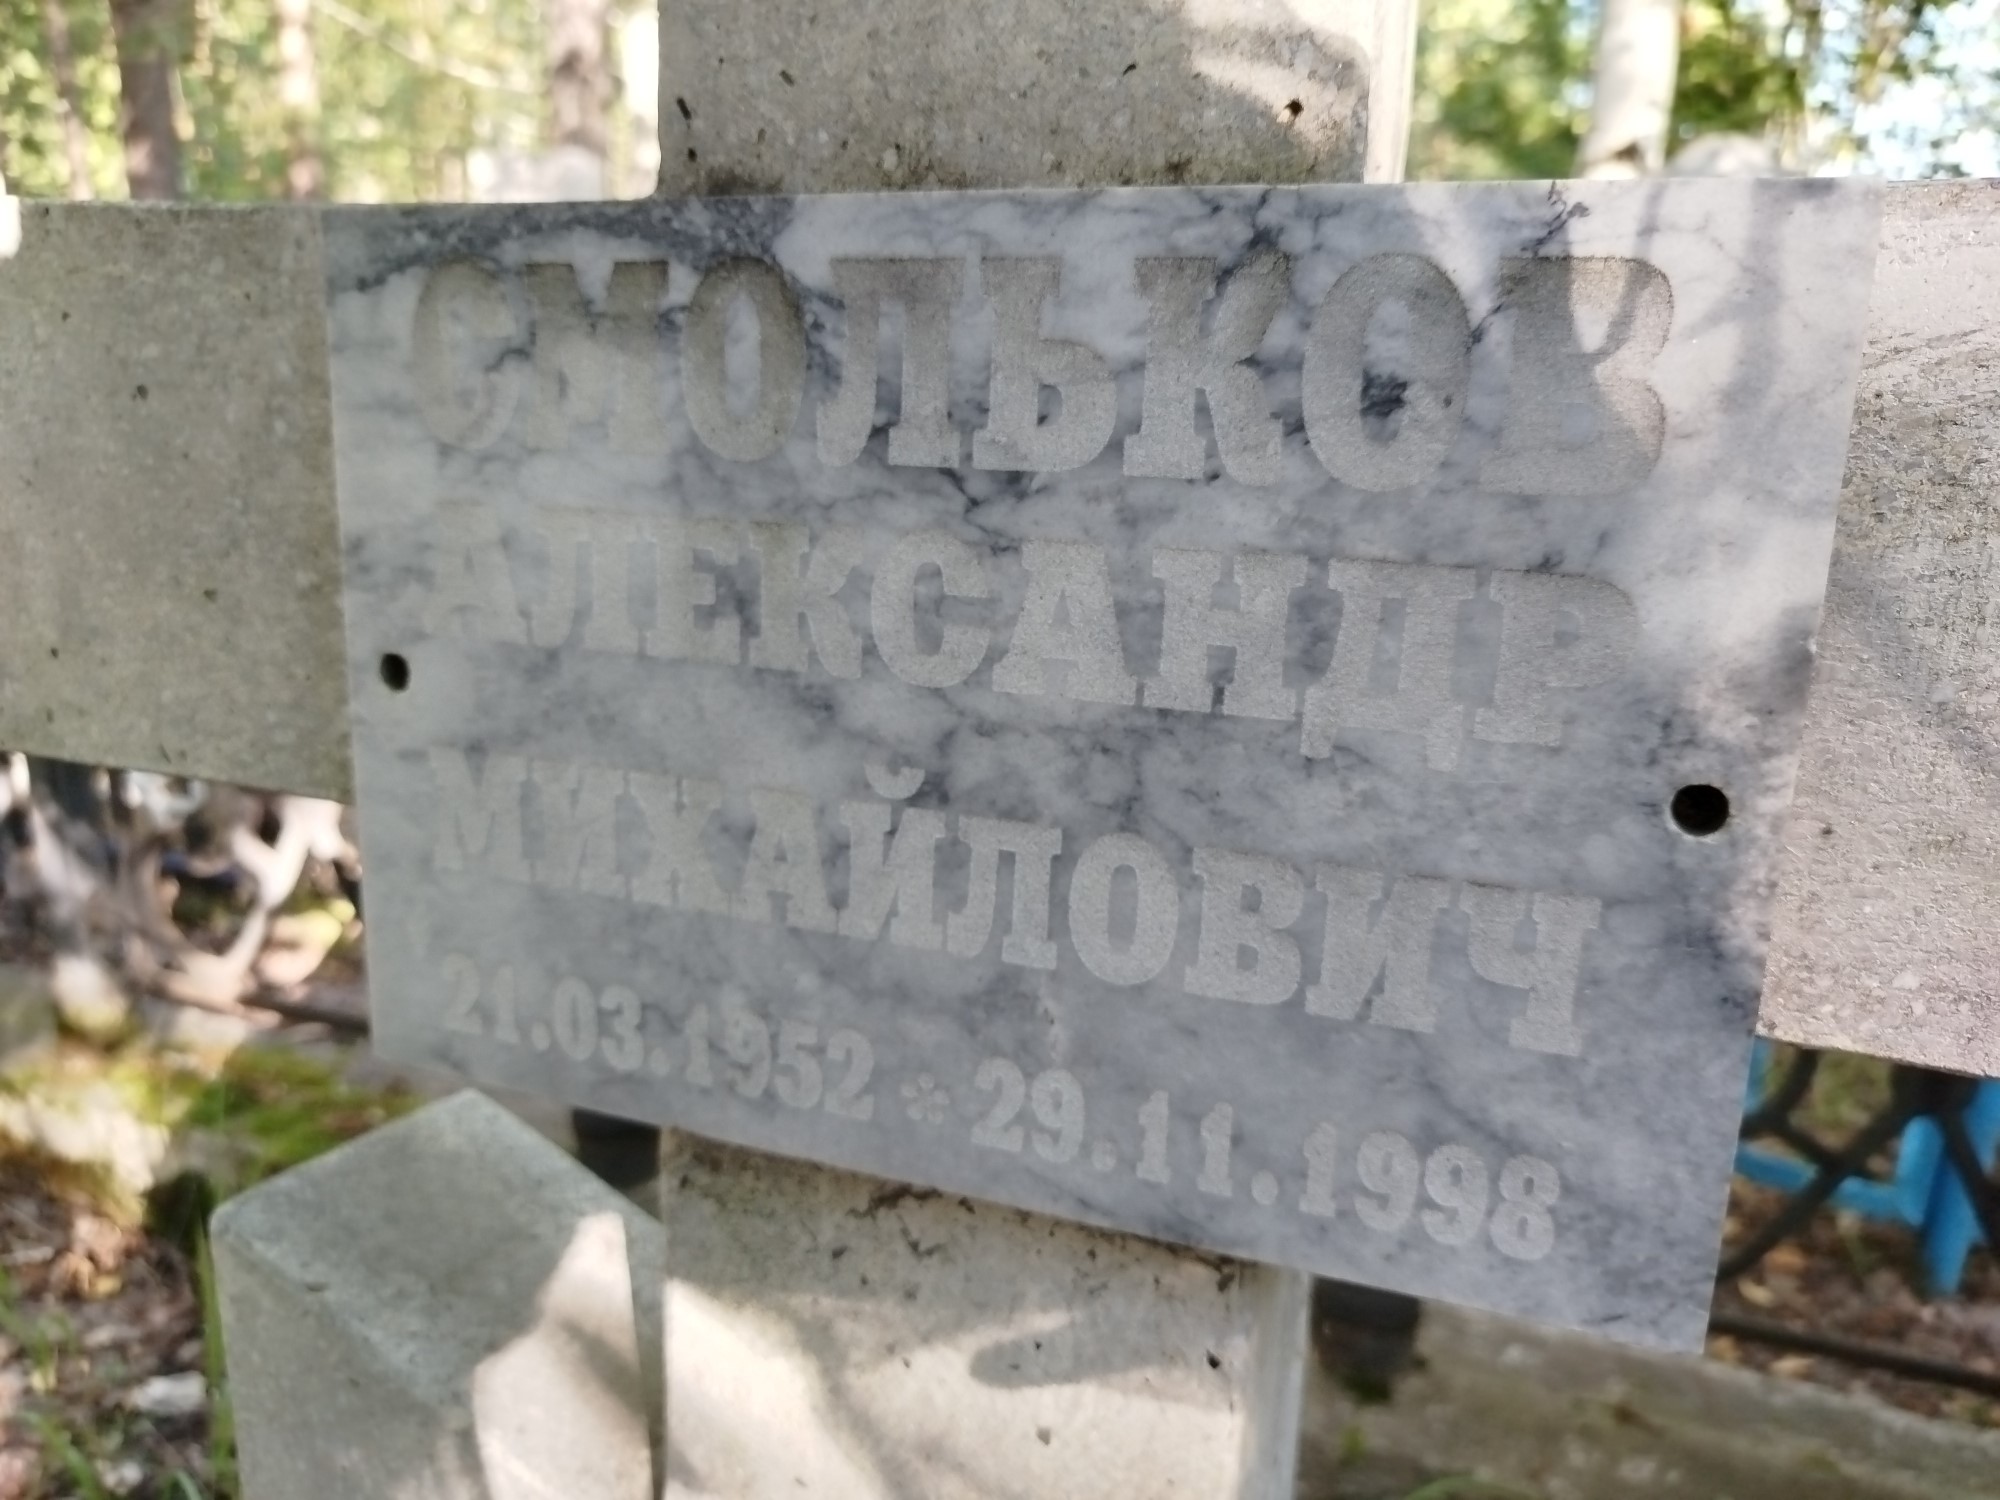 СМОЛЬКОВ
АЛЕКСАНДР
МИХАЙЛОВИЧ
21.03.1952 * 29.11.1998